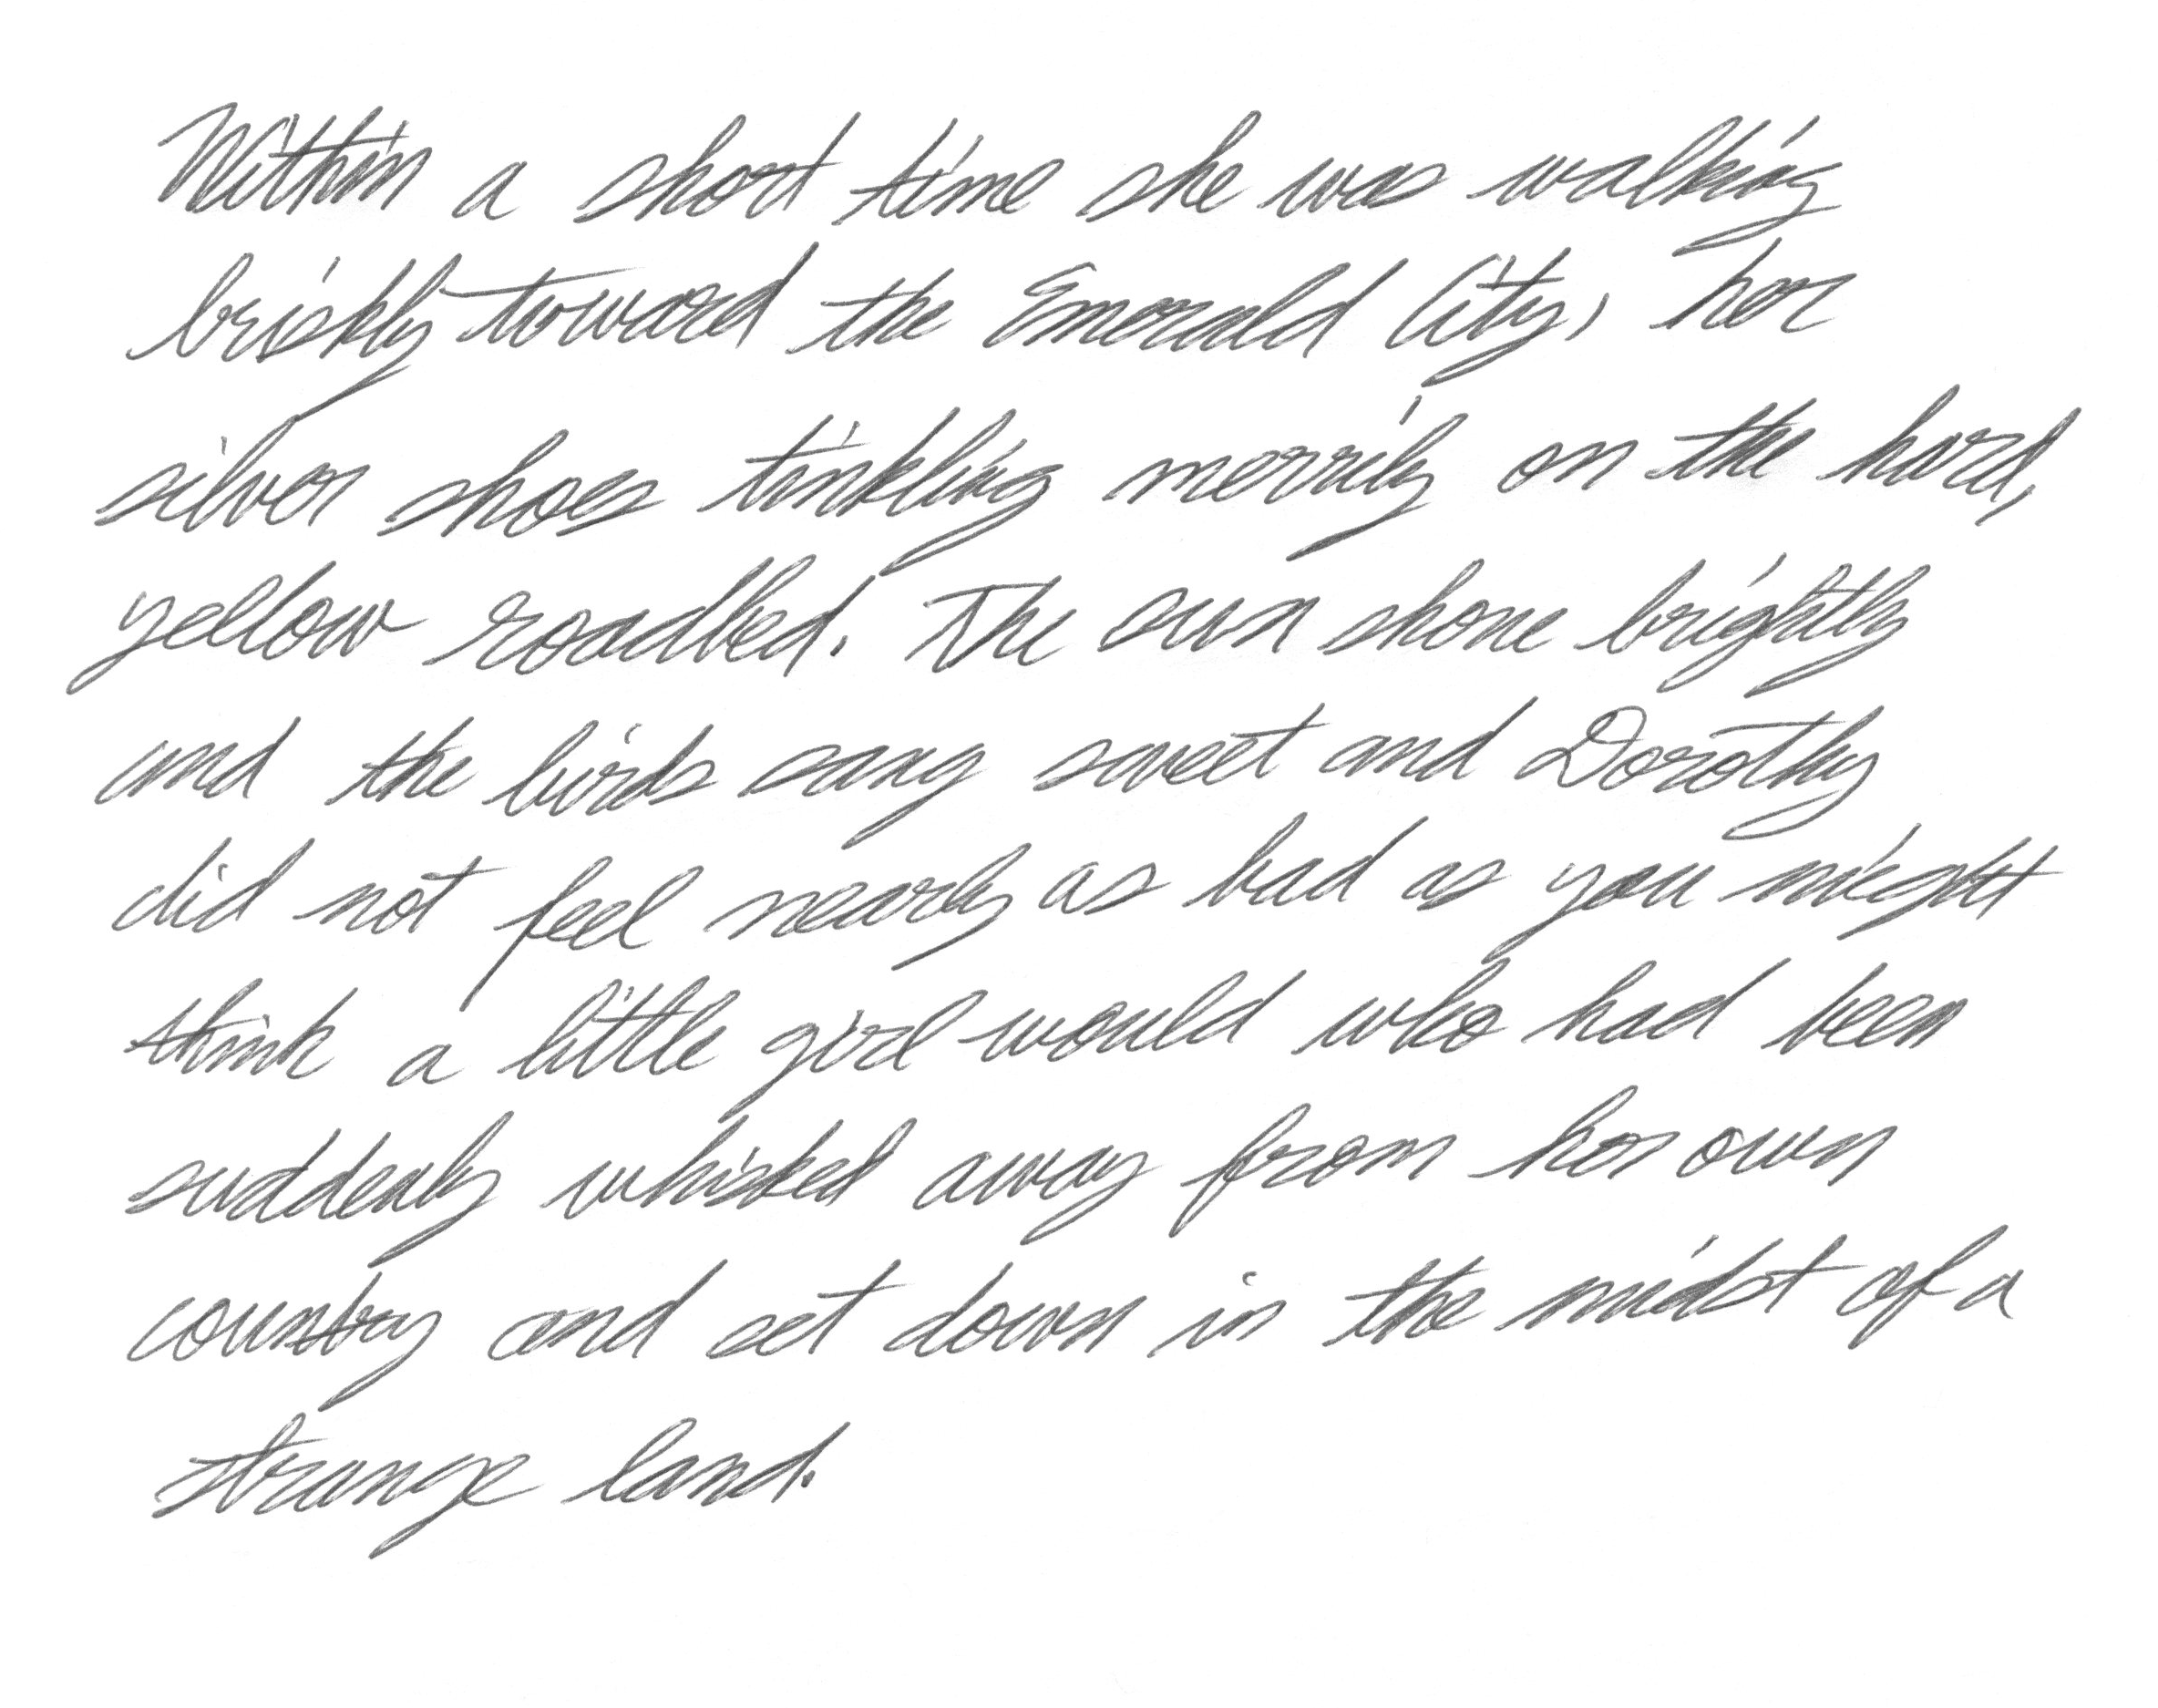 Within a short time she was walking
briskly toward the Emerald City, her
silver shoes tinkling merrily on the hard,
yellow roadbed. The sun shone brightly
and the birds sang sweet and Dorothy
did not feel nearly as bad as you might
think a little girl would who had been
suddenly whisked away from her own
country and set down in the midst of a
strange land.